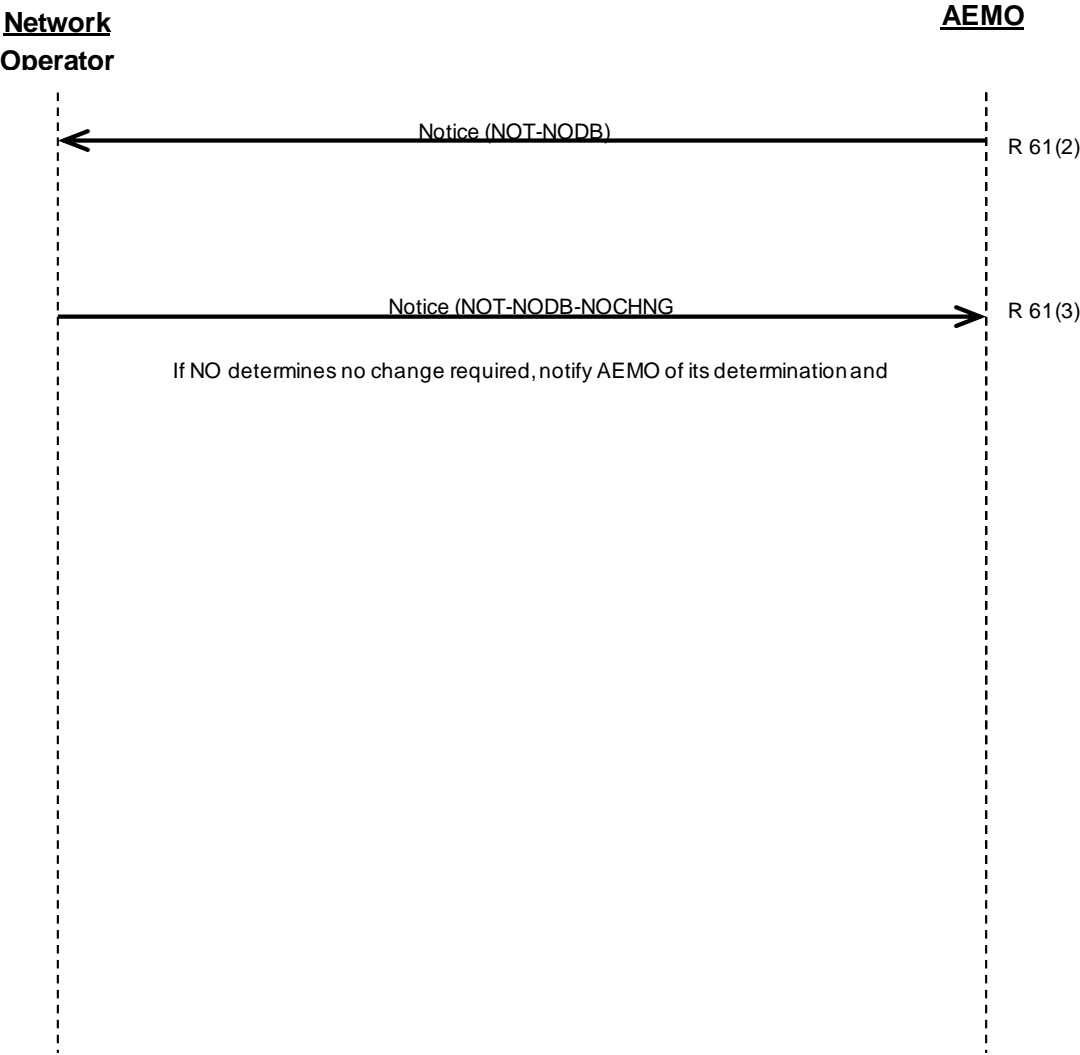 Network
Operator
AEMO
Notice (NOT-NODB)
R 61(2)
Notice (NOT-NODB-NOCHNG
R 61(3)
If NO determines no change required, notify AEMO of its determination and